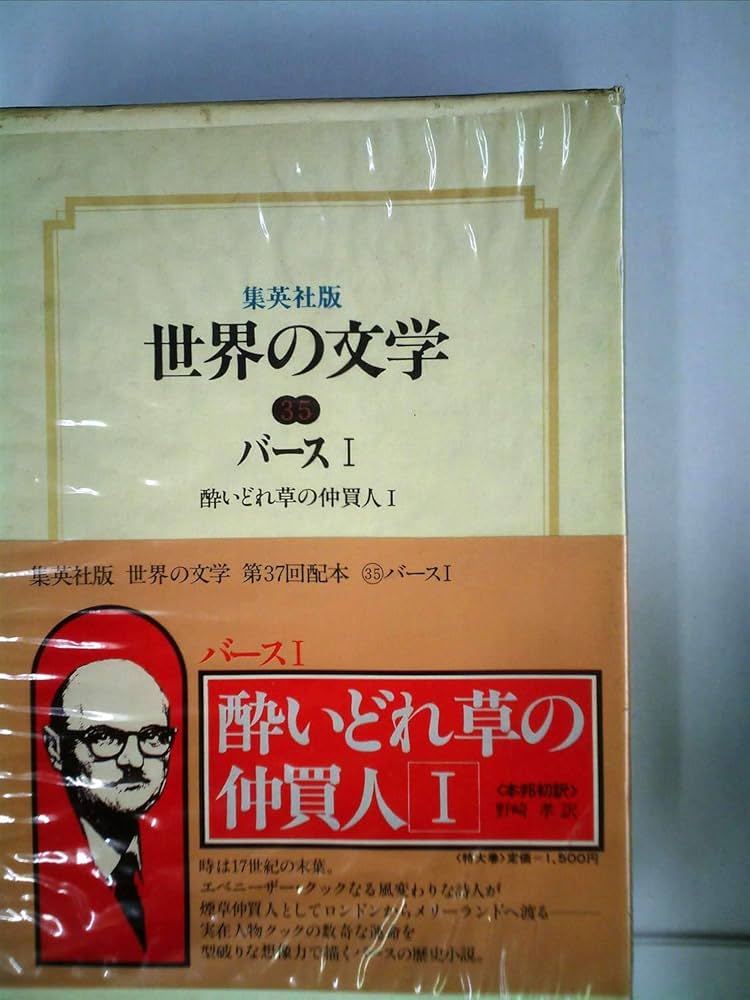 集英社版
世界の文学
35
バースⅠ
酔いどれ草の仲買人Ⅰ
集英社版 世界の文学 第37回配本 ㉟バースⅠ
バースⅠ
酔いどれ草の
仲買人Ⅰ
〈本邦初訳〉
野崎 孝訳
〈特大巻〉定価=1,500円
時は17世紀の末葉。
エベニーザー・クックなる風変わりな詩人が
煙草仲買人としてロンドンからメリーランドへ渡る――
実在人物クックの数奇な運命を
型破りな想像力で描くバースの歴史小説。